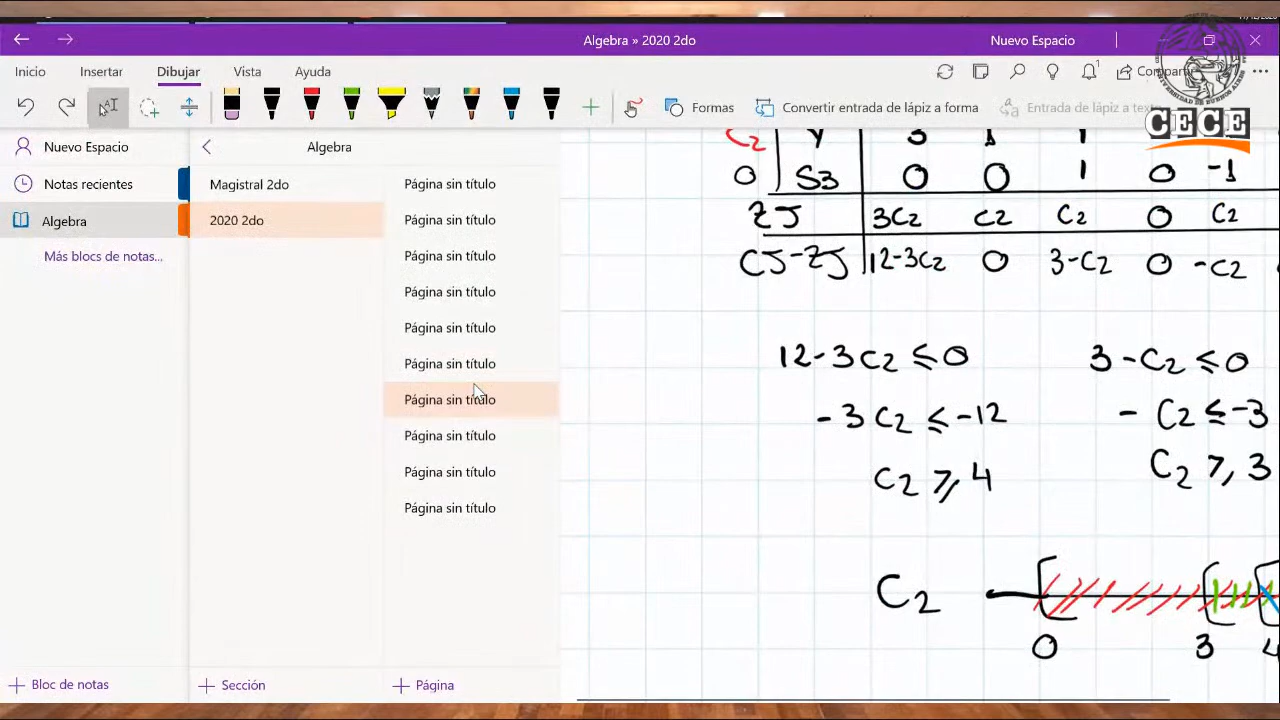 Algebra » 2020 2do
Nuevo Espacio
Inicio
Insertar
Dibujar
Vista
Ayuda
Formas
Convertir entrada de lápiz a forma
Entrada de lápiz a texto
CECE
Nuevo Espacio
Notas recientes
Algebra
Más blocs de notas...
Algebra
Magistral 2do
2020 2do
Página sin título
Página sin título
Página sin título
Página sin título
Página sin título
Página sin título
Página sin título
Página sin título
Página sin título
Página sin título
Bloc de notas
Sección
Página
C2 Y 3 1 1
0 S3 0 0 1 0 -1
ZJ 3C2 C2 C2 0 C2
CJ-ZJ 12-3C2 0 3-C2 0 -C2
12-3C2 ≤ 0
-3C2 ≤ -12
C2 ≥ 4
3-C2 ≤ 0
-C2 ≤ -3
C2 ≥ 3
C2
0 3 4